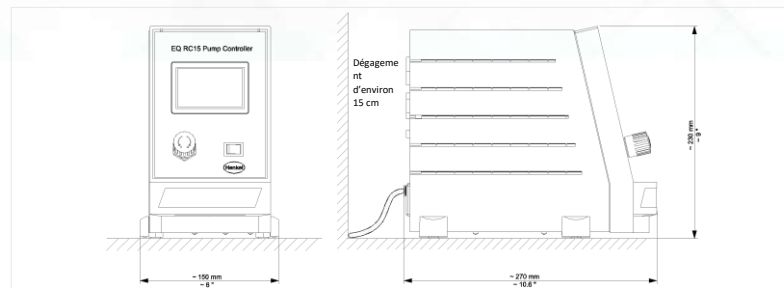 EQ RC15 Pump Controller
Henkel
Dégageme
nt
d'environ
15 cm
~ 230 mm
~ 9 "
~ 150 mm
~ 6 "
~ 270 mm
~ 10.6 "